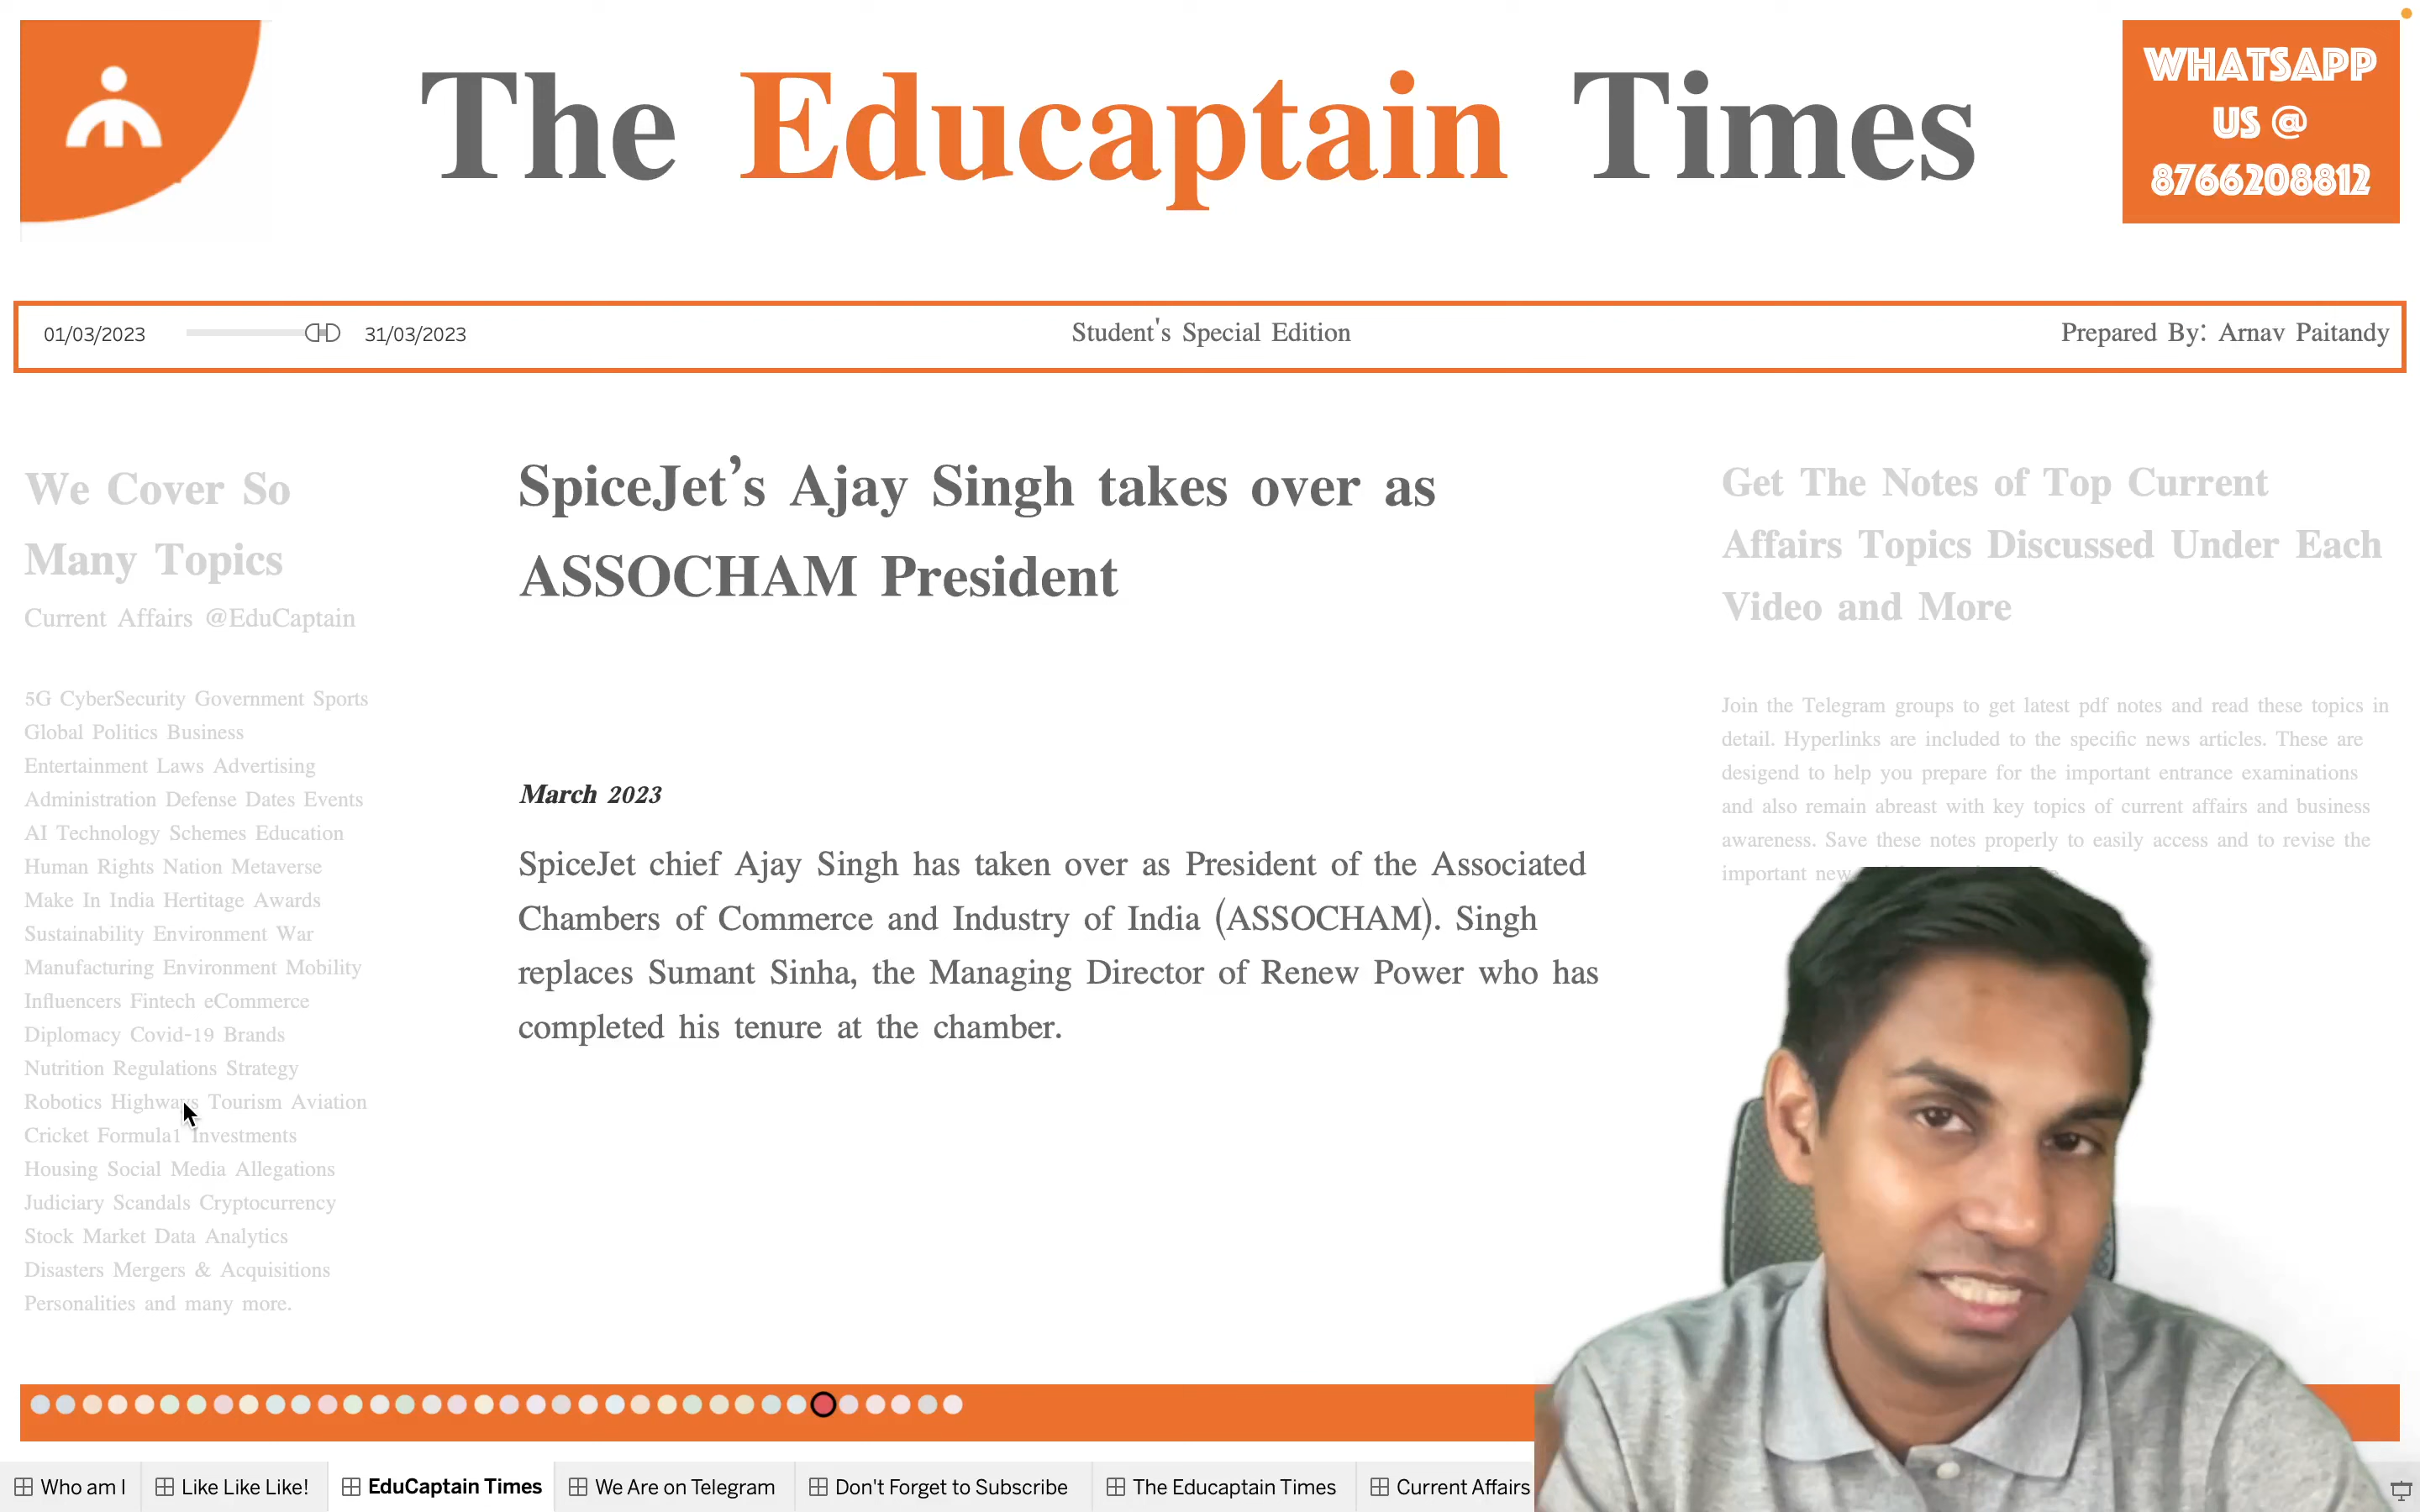 The Educaptain Times
WHATSAPP
US @
8766208812
01/03/2023 31/03/2023
Student's Special Edition
Prepared By: Arnav Paitandy
We Cover So
Many Topics
Current Affairs @EduCaptain
5G CyberSecurity Government Sports
Global Politics Business
Entertainment Laws Advertising
Administration Defense Dates Events
AI Technology Schemes Education
Human Rights Nation Metaverse
Make In India Hertitage Awards
Sustainability Environment War
Manufacturing Environment Mobility
Influencers Fintech eCommerce
Diplomacy Covid-19 Brands
Nutrition Regulations Strategy
Robotics Highways Tourism Aviation
Cricket Formula1 Investments
Housing Social Media Allegations
Judiciary Scandals Cryptocurrency
Stock Market Data Analytics
Disasters Mergers & Acquisitions
Personalities and many more.
SpiceJet’s Ajay Singh takes over as
ASSOCHAM President
March 2023
SpiceJet chief Ajay Singh has taken over as President of the Associated
Chambers of Commerce and Industry of India (ASSOCHAM). Singh
replaces Sumant Sinha, the Managing Director of Renew Power who has
completed his tenure at the chamber.
Get The Notes of Top Current
Affairs Topics Discussed Under Each
Video and More
Join the Telegram groups to get latest pdf notes and read these topics in
detail. Hyperlinks are included to the specific news articles. These are
desigend to help you prepare for the important entrance examinations
and also remain abreast with key topics of current affairs and business
awareness. Save these notes properly to easily access and to revise the
important new
Who am I
Like Like Like!
EduCaptain Times
We Are on Telegram
Don't Forget to Subscribe
The Educaptain Times
Current Affairs